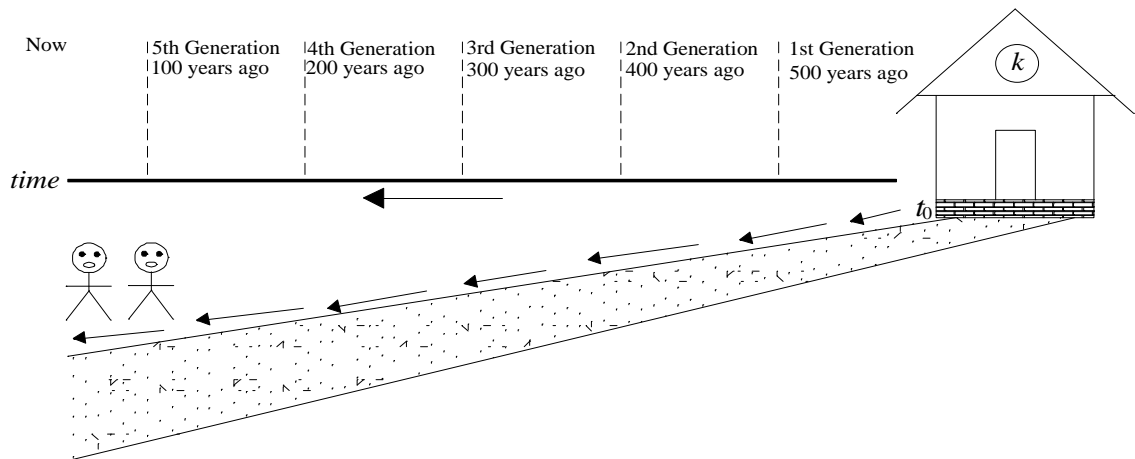 Now
5th Generation
100 years ago
4th Generation
200 years ago
3rd Generation
300 years ago
2nd Generation
400 years ago
1st Generation
500 years ago
k
time
t0